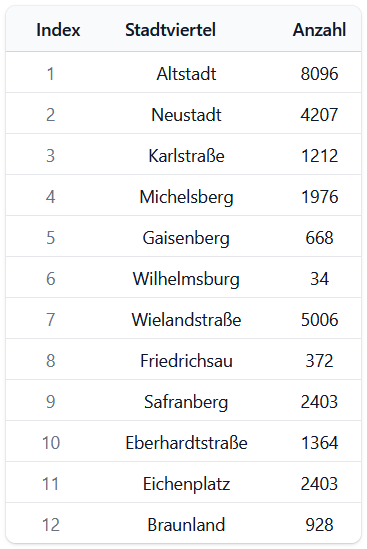 Index Stadtviertel Anzahl
1 Altstadt 8096
2 Neustadt 4207
3 Karlstraße 1212
4 Michelsberg 1976
5 Gaisenberg 668
6 Wilhelmsburg 34
7 Wielandstraße 5006
8 Friedrichsau 372
9 Safranberg 2403
10 Eberhardtstraße 1364
11 Eichenplatz 2403
12 Braunland 928